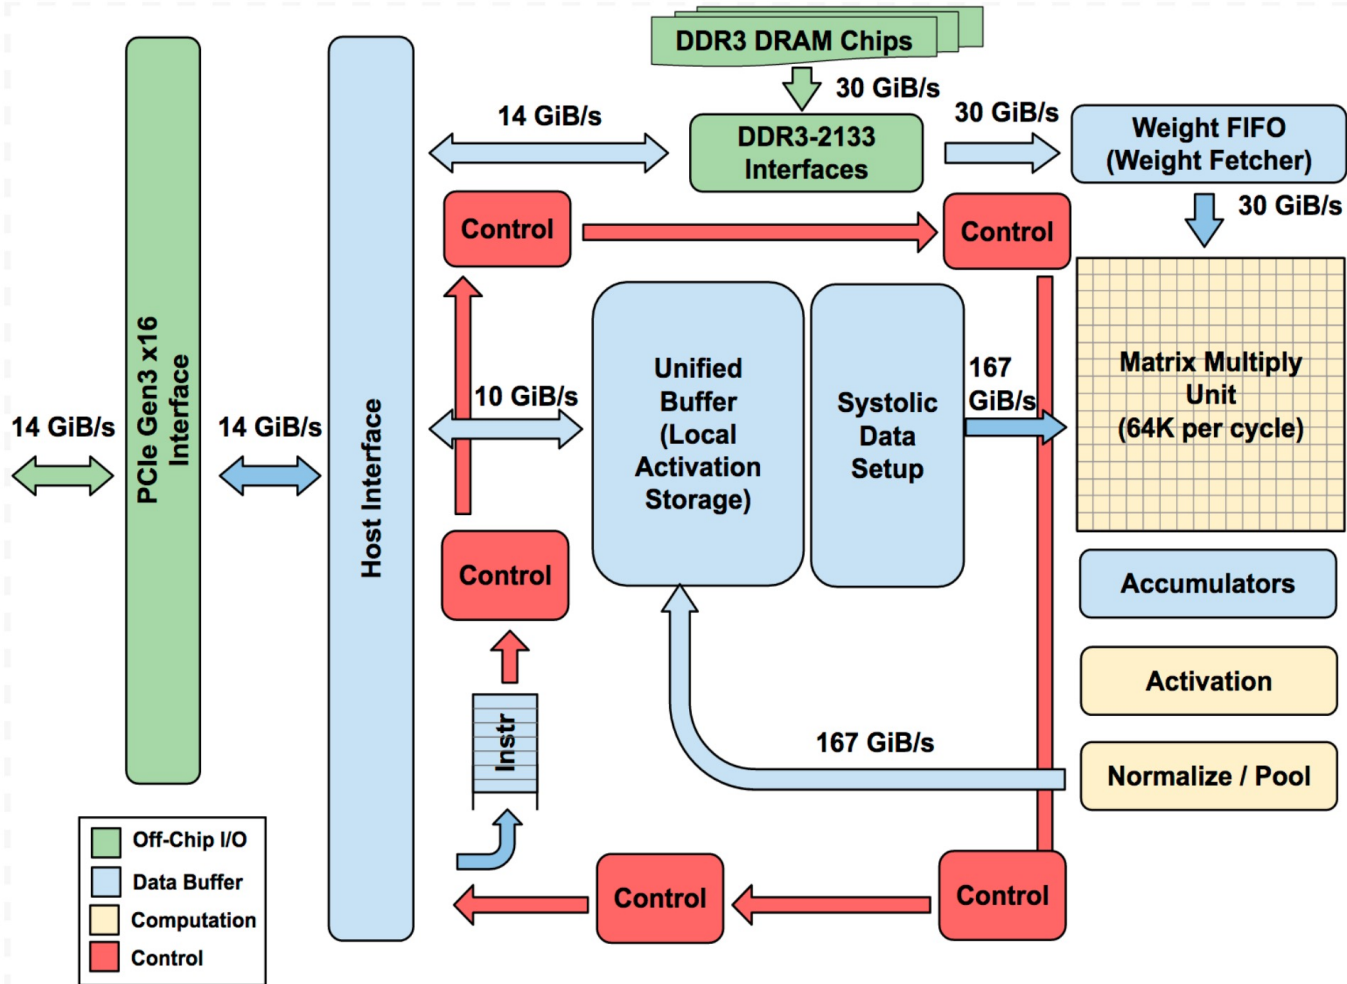 DDR3 DRAM Chips
30 GiB/s
14 GiB/s
DDR3-2133
Interfaces
30 GiB/s
Weight FIFO
(Weight Fetcher)
30 GiB/s
Control
Control
PCIe Gen3 x16
Interface
14 GiB/s
14 GiB/s
Host Interface
10 GiB/s
Unified
Buffer
(Local
Activation
Storage)
Systolic
Data
Setup
167
GiB/s
Matrix Multiply
Unit
(64K per cycle)
Control
Accumulators
Activation
Instr
167 GiB/s
Normalize / Pool
Off-Chip I/O
Data Buffer
Computation
Control
Control
Control